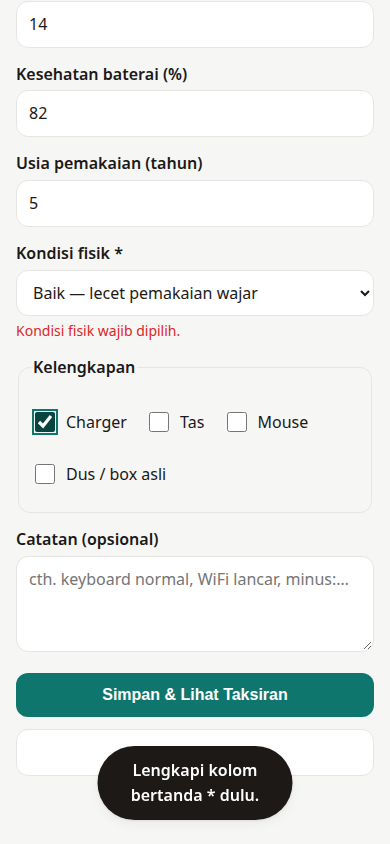 14
Kesehatan baterai (%)
82
Usia pemakaian (tahun)
5
Kondisi fisik *
Baik — lecet pemakaian wajar
Kondisi fisik wajib dipilih.
Kelengkapan
Charger
Tas
Mouse
Dus / box asli
Catatan (opsional)
cth. keyboard normal, WiFi lancar, minus:...
Simpan & Lihat Taksiran
Lengkapi kolom
bertanda * dulu.